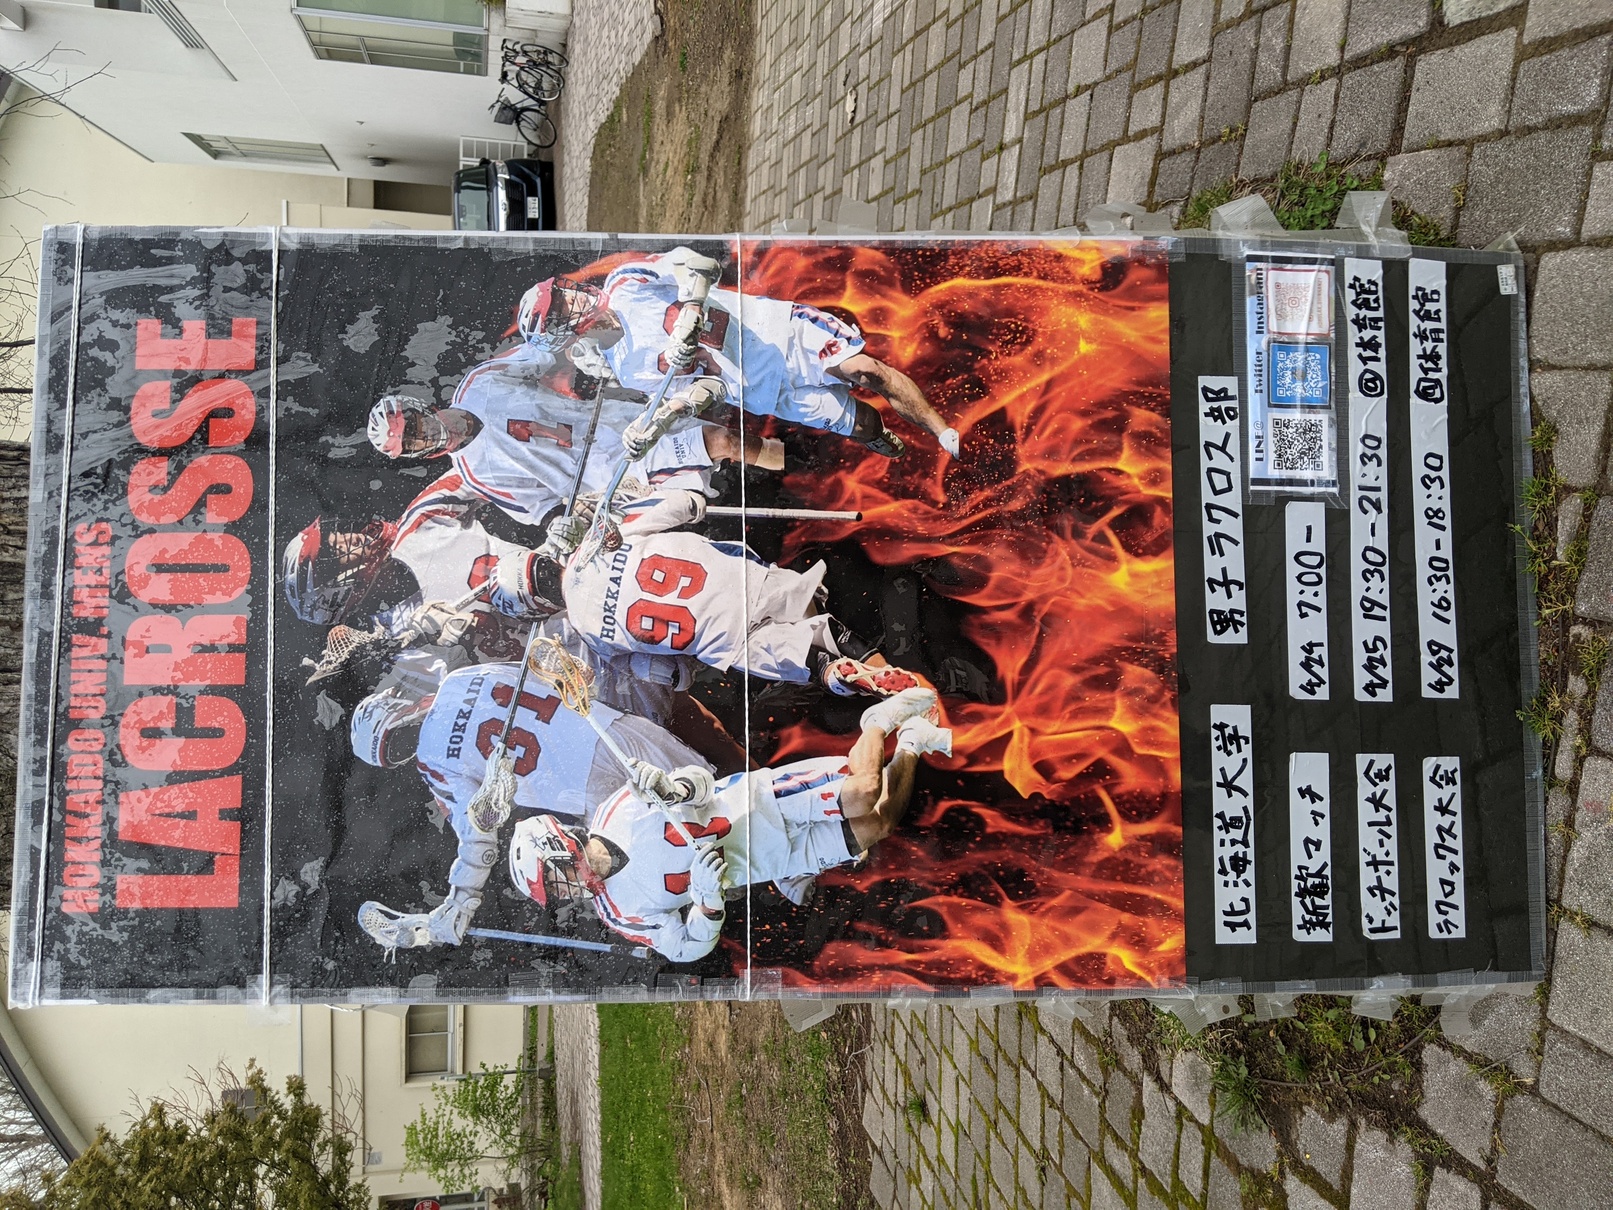 HOKKAIDO UNIV. MENS
LACROSSE
1
HOKKAIDO
31
HOKKAIDO
99
HOKKAIDO
UNIV.
11
北海道大学 男子ラクロス部
LINE@ Twitter Instagram
新歓マッチ 4/24 7:00-
ドッチボール大会 4/25 19:30-21:30 @体育館
ラクロックス大会 4/29 16:30-18:30 @体育館